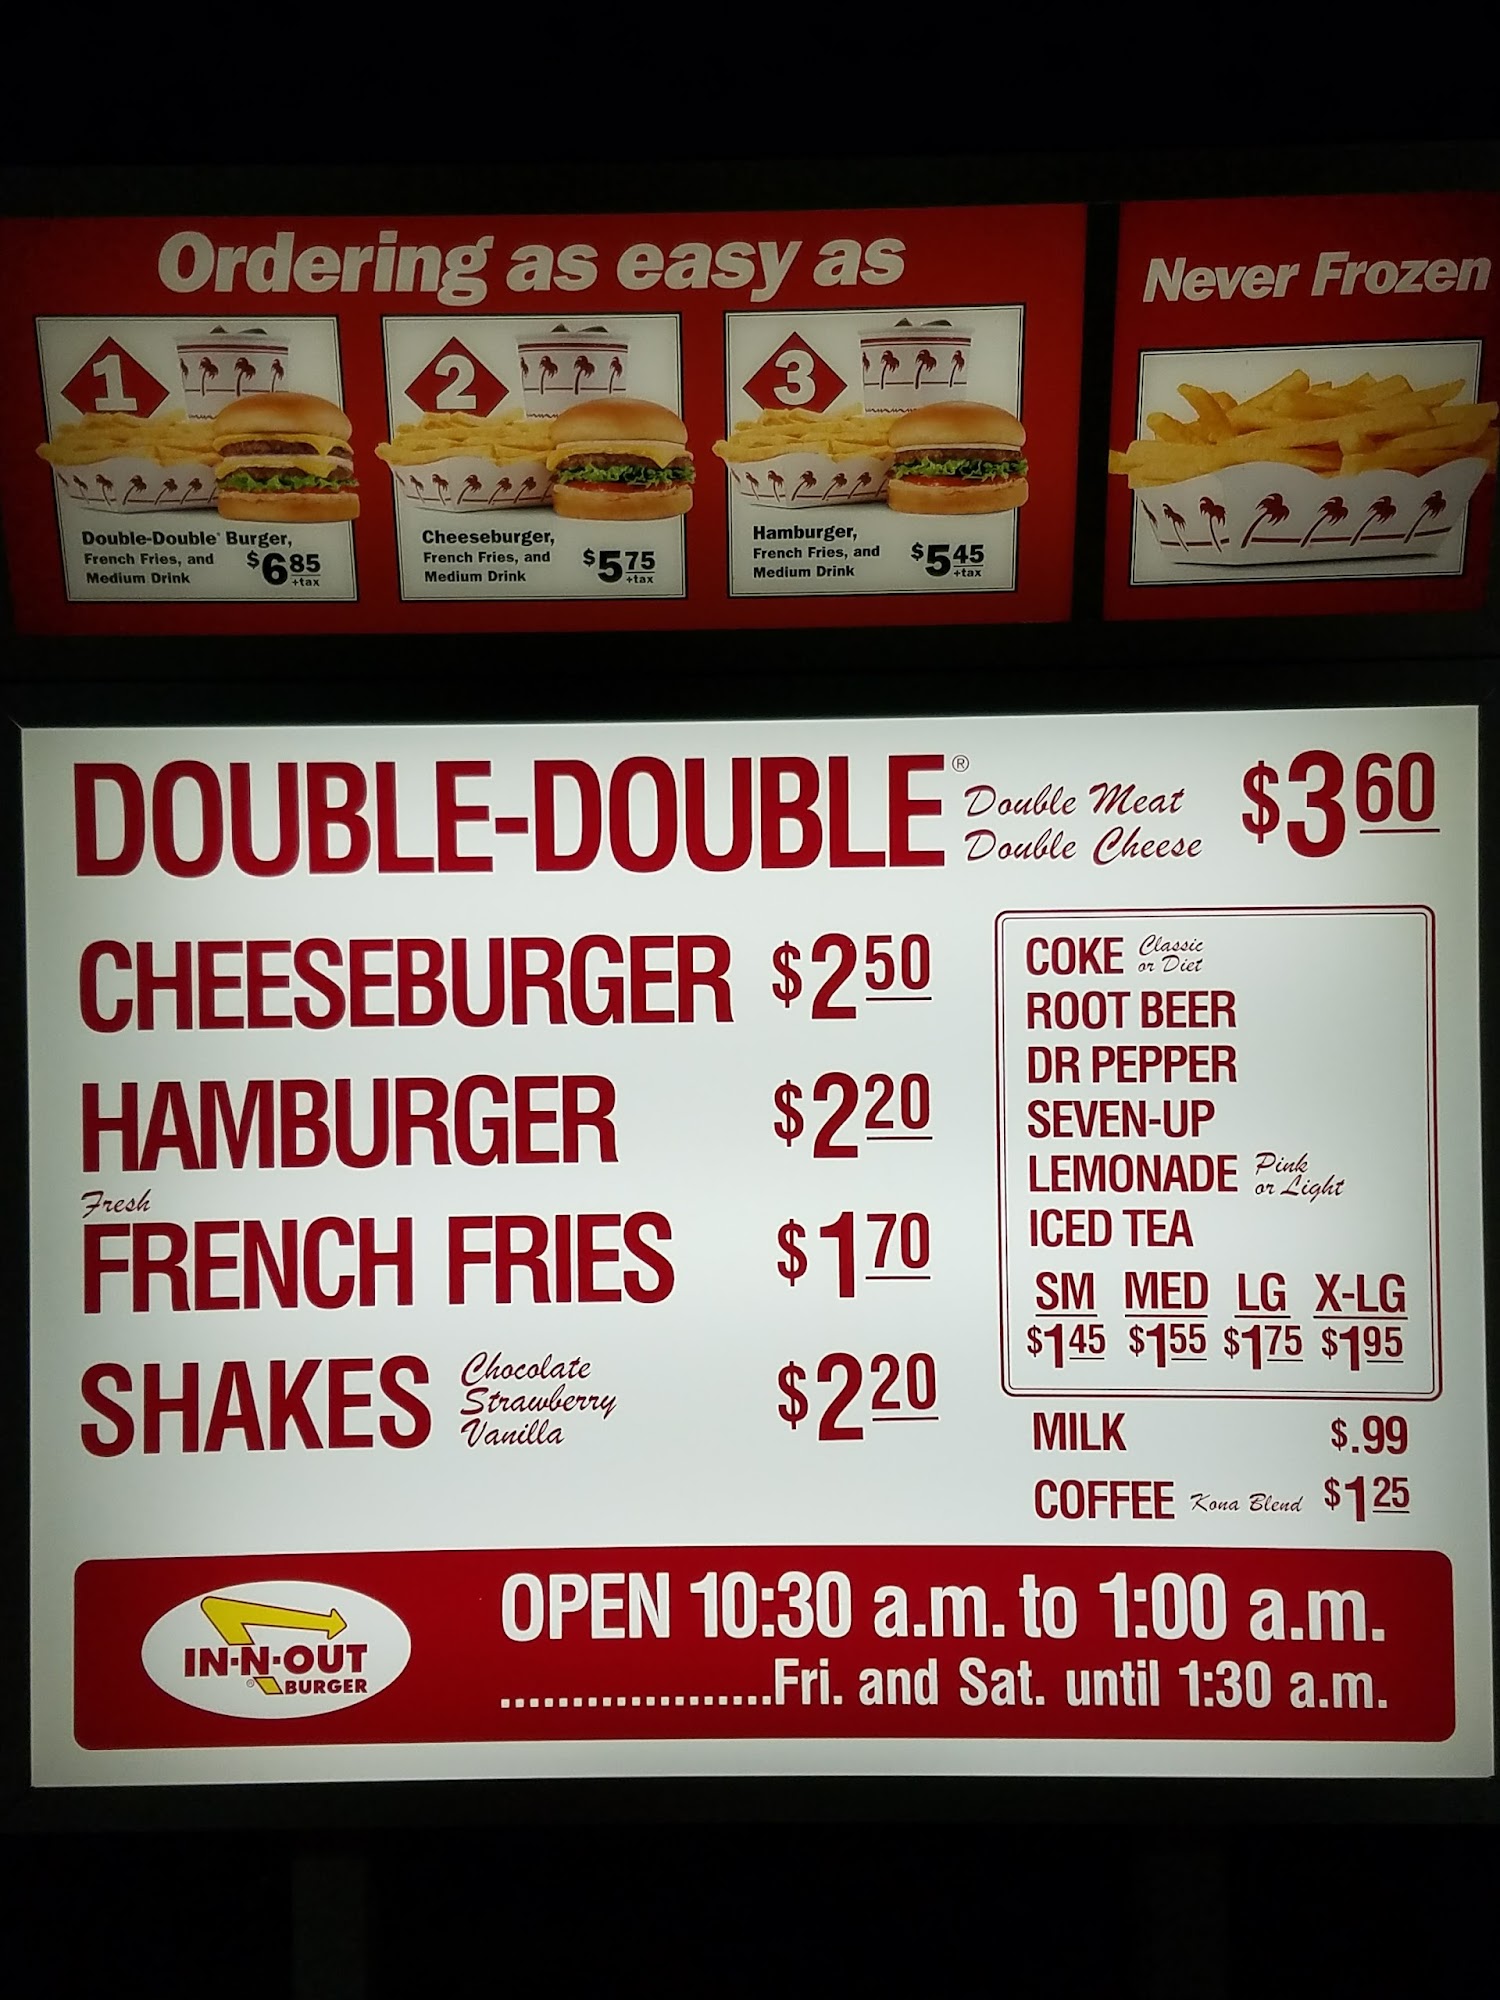 Ordering as easy as
1
Double-Double® Burger,
French Fries, and
Medium Drink
$6.85
+tax
2
Cheeseburger,
French Fries, and
Medium Drink
$5.75
+tax
3
Hamburger,
French Fries, and
Medium Drink
$5.45
+tax
Never Frozen
DOUBLE-DOUBLE® Double Meat $3 60
Double Cheese
CHEESEBURGER $2 50
HAMBURGER $2 20
Fresh
FRENCH FRIES $1 70
SHAKES Chocolate $2 20
Strawberry
Vanilla
COKE Classic
or Diet
ROOT BEER
DR PEPPER
SEVEN-UP
LEMONADE Pink
or Light
ICED TEA
SM MED LG X-LG
$1 45 $1 55 $1 75 $1 95
MILK $.99
COFFEE Kona Blend $1 25
IN-N-OUT
® BURGER
OPEN 10:30 a.m. to 1:00 a.m.
...................Fri. and Sat. until 1:30 a.m.